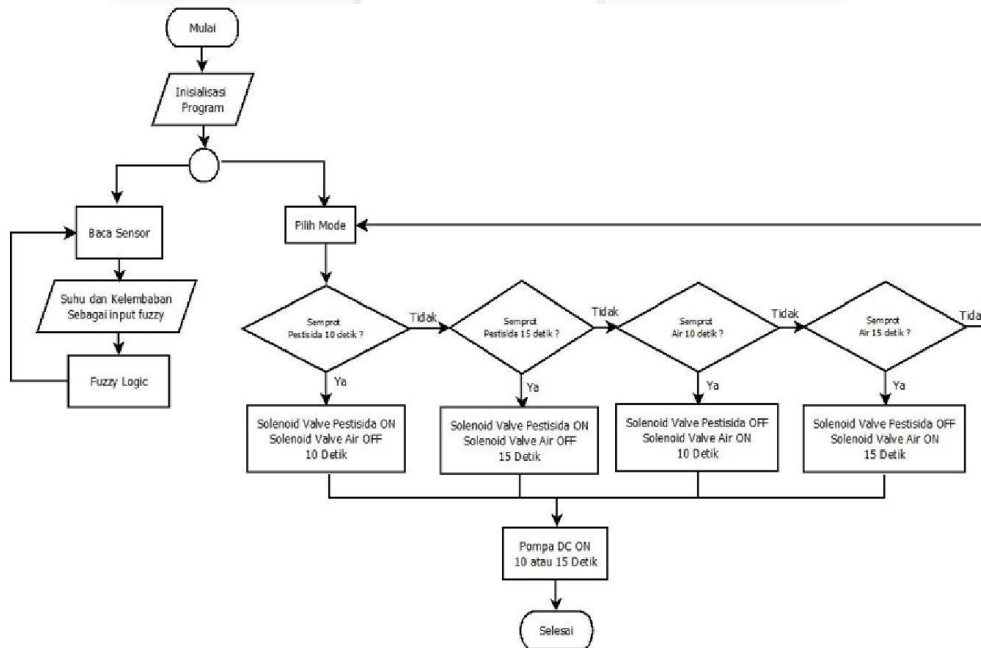 Mulai
Inisialisasi
Program
Baca Sensor
Suhu dan Kelembaban
Sebagai input fuzzy
Fuzzy Logic
Pilih Mode
Semprot
Pestisida 10 detik ?
Tidak
Semprot
Pestisida 15 detik ?
Tidak
Semprot
Air 10 detik ?
Tidak
Semprot
Air 15 detik ?
Tidak
Ya
Ya
Ya
Ya
Solenoid Valve Pestisida ON
Solenoid Valve Air OFF
10 Detik
Solenoid Valve Pestisida ON
Solenoid Valve Air OFF
15 Detik
Solenoid Valve Pestisida OFF
Solenoid Valve Air ON
10 Detik
Solenoid Valve Pestisida OFF
Solenoid Valve Air ON
15 Detik
Pompa DC ON
10 atau 15 Detik
Selesai